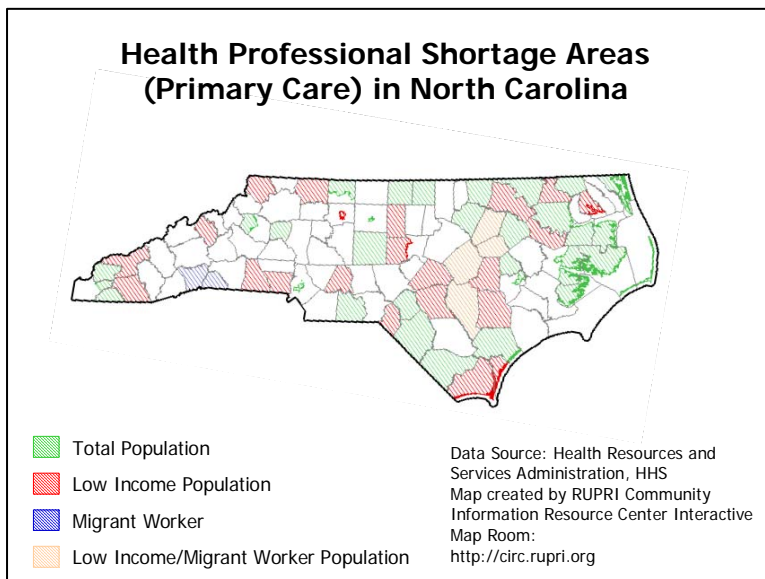 Health Professional Shortage Areas
(Primary Care) in North Carolina
Total Population
Low Income Population
Migrant Worker
Low Income/Migrant Worker Population
Data Source: Health Resources and
Services Administration, HHS
Map created by RUPRI Community
Information Resource Center Interactive
Map Room:
http://circ.rupri.org